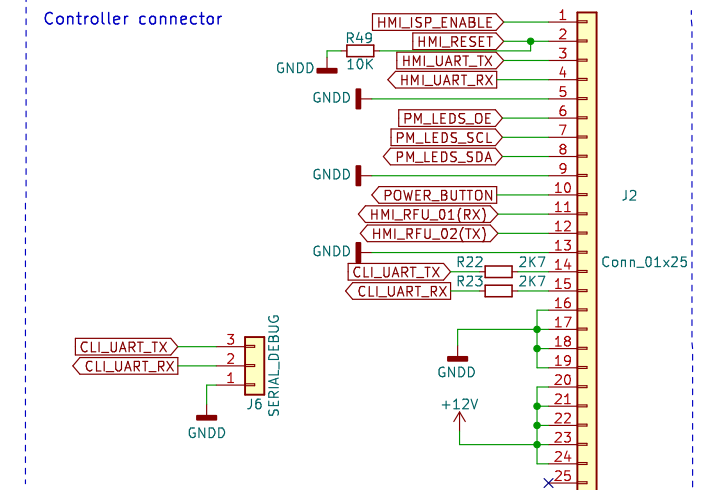 Controller connector
HMI_ISP_ENABLE 1
R49 HMI_RESET 2
10K
GNDD
HMI_UART_TX 3
HMI_UART_RX 4
GNDD 5
PM_LEDS_OE 6
PM_LEDS_SCL 7
PM_LEDS_SDA 8
GNDD 9
POWER_BUTTON 10
J2
HMI_RFU_01(RX) 11
HMI_RFU_02(TX) 12
GNDD 13
Conn_01x25
CLI_UART_TX R22 2K7 14
CLI_UART_RX R23 2K7 15
16
17
18
19
GNDD
20
21
+12V
22
23
24
25
CLI_UART_TX 3
CLI_UART_RX 2
1
SERIAL_DEBUG
J6
GNDD